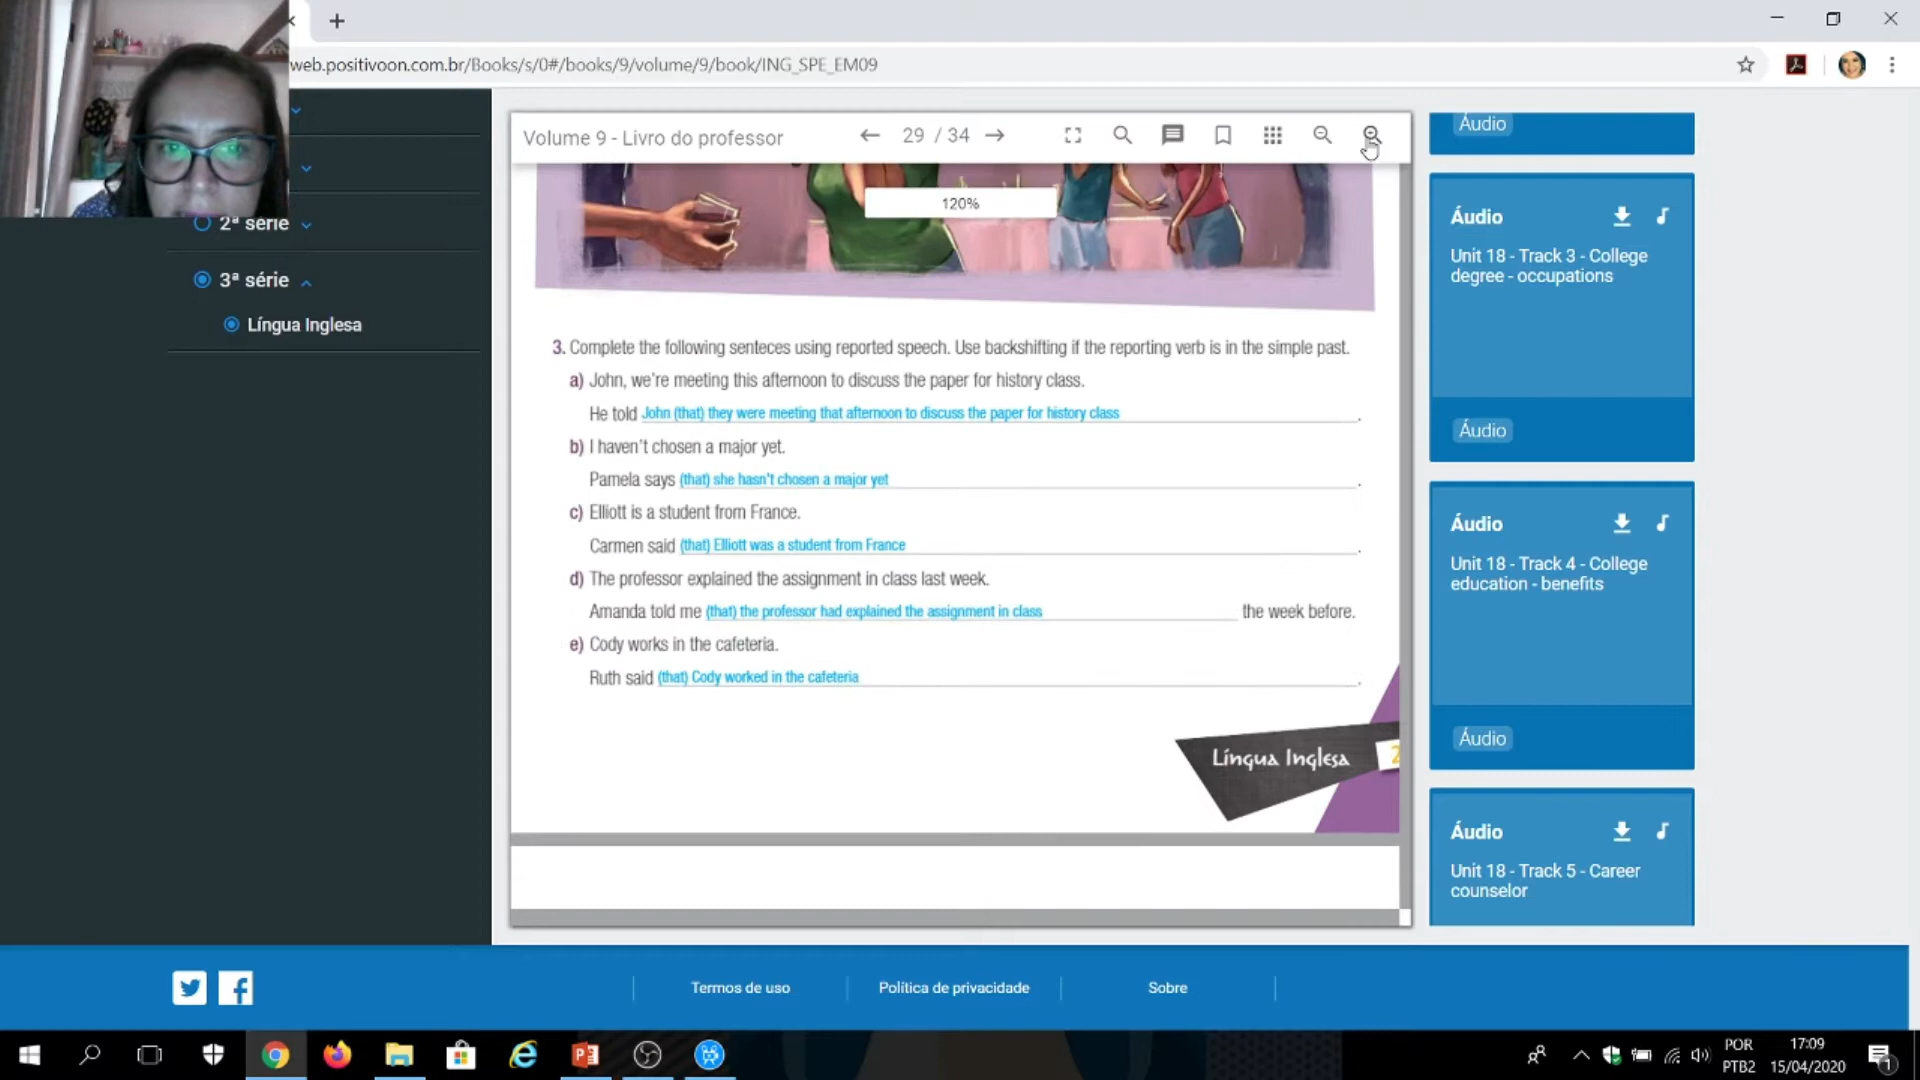 web.positivoon.com.br/Books/s/0#/books/9/volume/9/book/ING_SPE_EM09
2ª série
3ª série
Língua Inglesa
Volume 9 - Livro do professor
29 / 34
120%
3. Complete the following senteces using reported speech. Use backshifting if the reporting verb is in the simple past.
a) John, we're meeting this afternoon to discuss the paper for history class.
He told John (that) they were meeting that afternoon to discuss the paper for history class .
b) I haven't chosen a major yet.
Pamela says (that) she hasn't chosen a major yet .
c) Elliott is a student from France.
Carmen said (that) Elliott was a student from France .
d) The professor explained the assignment in class last week.
Amanda told me (that) the professor had explained the assignment in class the week before.
e) Cody works in the cafeteria.
Ruth said (that) Cody worked in the cafeteria .
Língua Inglesa 2
Áudio
Áudio
Unit 18 - Track 3 - College
degree - occupations
Áudio
Áudio
Unit 18 - Track 4 - College
education - benefits
Áudio
Áudio
Unit 18 - Track 5 - Career
counselor
Termos de uso
Política de privacidade
Sobre
POR
PTB2
17:09
15/04/2020
1